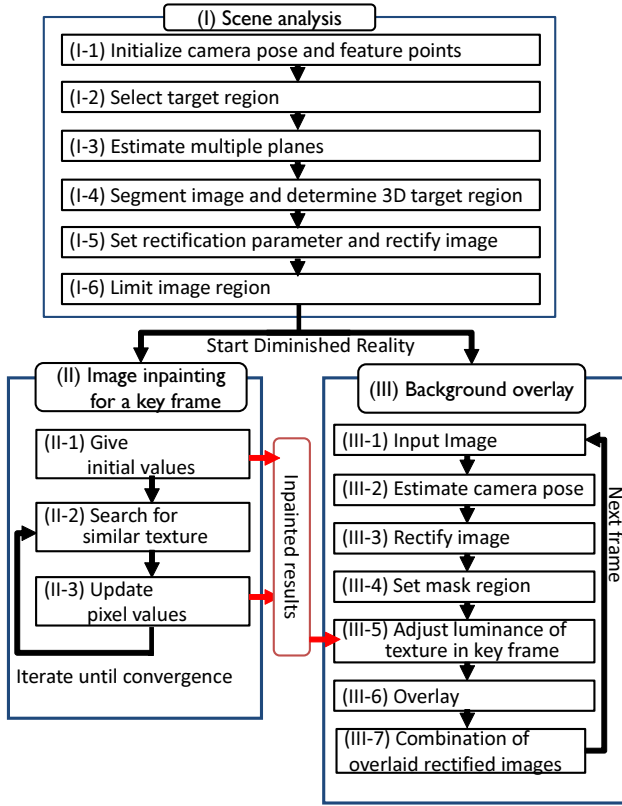 (I) Scene analysis
(I-1) Initialize camera pose and feature points
(I-2) Select target region
(I-3) Estimate multiple planes
(I-4) Segment image and determine 3D target region
(I-5) Set rectification parameter and rectify image
(I-6) Limit image region
Start Diminished Reality
(II) Image inpainting
for a key frame
(II-1) Give
initial values
(II-2) Search for
similar texture
(II-3) Update
pixel values
Iterate until convergence
Inpainted results
(III) Background overlay
(III-1) Input Image
(III-2) Estimate camera pose
(III-3) Rectify image
(III-4) Set mask region
(III-5) Adjust luminance of
texture in key frame
(III-6) Overlay
(III-7) Combination of
overlaid rectified images
Next frame